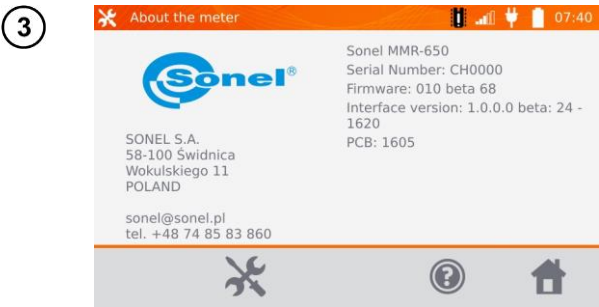 3
About the meter
07:40
Sonel®
SONEL S.A.
58-100 Świdnica
Wokulskiego 11
POLAND
sonel@sonel.pl
tel. +48 74 85 83 860
Sonel MMR-650
Serial Number: CH0000
Firmware: 010 beta 68
Interface version: 1.0.0.0 beta: 24 -
1620
PCB: 1605
?